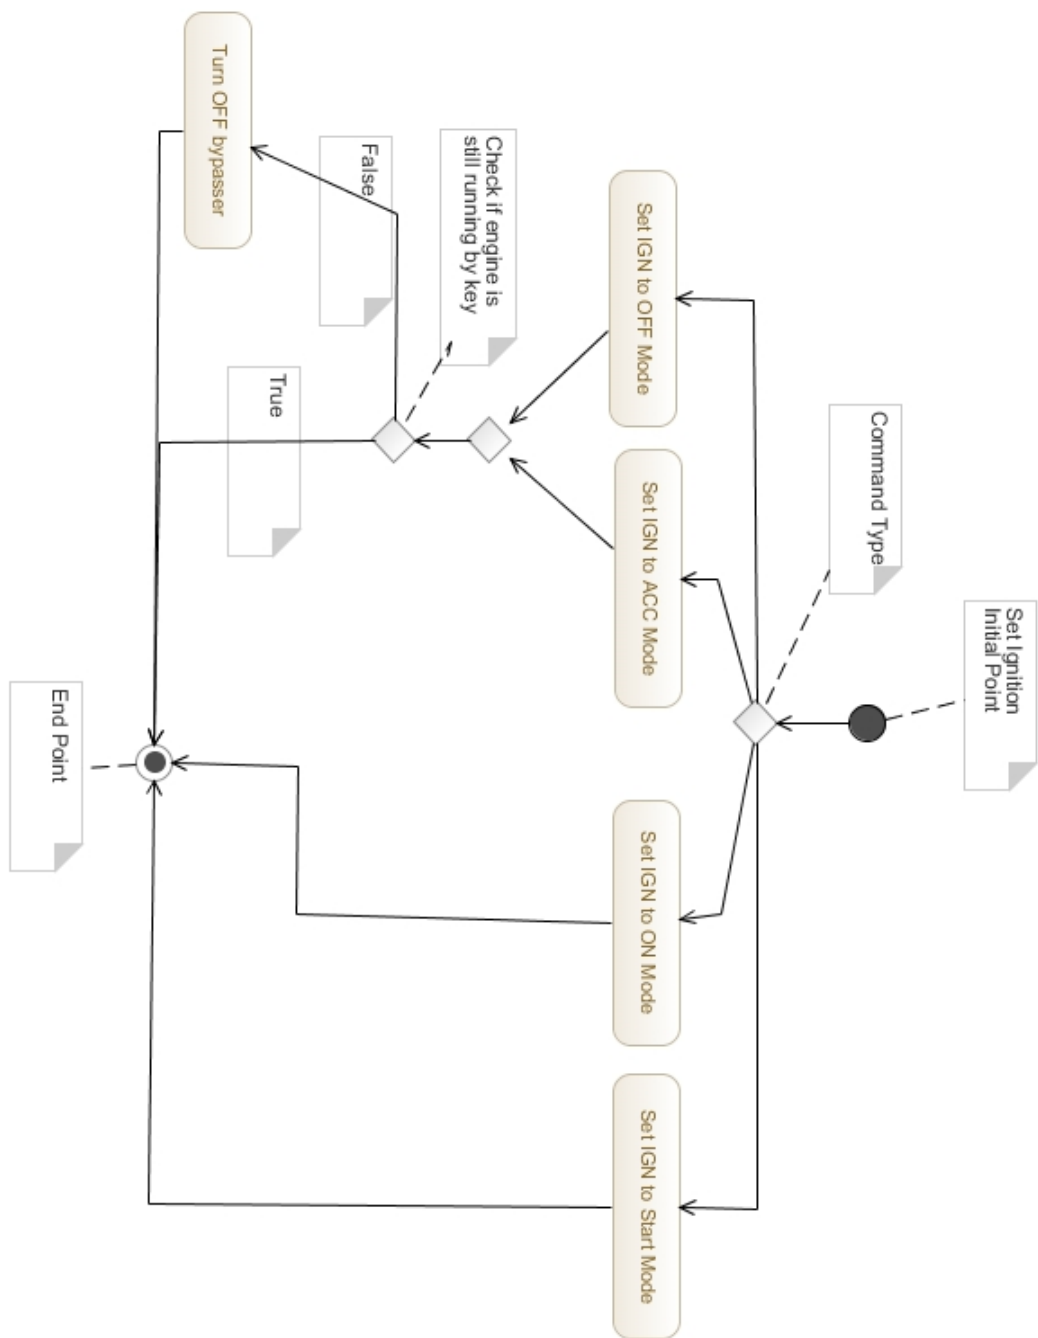 Set Ignition
Initial Point
Command Type
Set IGN to OFF Mode
Set IGN to ACC Mode
Set IGN to ON Mode
Set IGN to Start Mode
Check if engine is
still running by key
False
True
Turn OFF bypasser
End Point